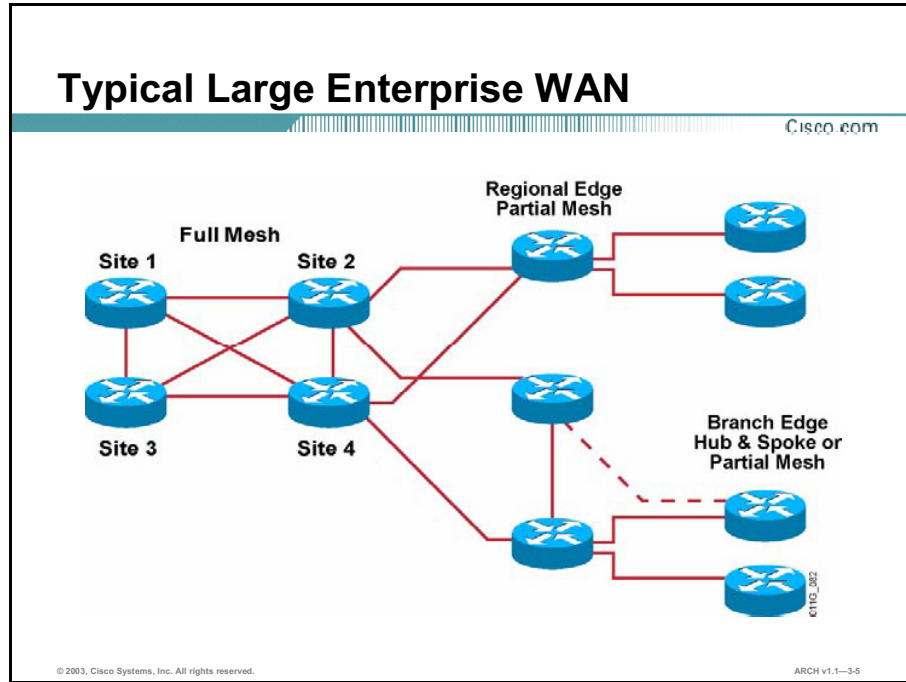 Typical Large Enterprise WAN
Cisco.com
Regional Edge
Partial Mesh
Full Mesh
Site 1
Site 2
Site 3
Site 4
Branch Edge
Hub & Spoke or
Partial Mesh
© 2003, Cisco Systems, Inc. All rights reserved.
ARCH v1.1—3-5